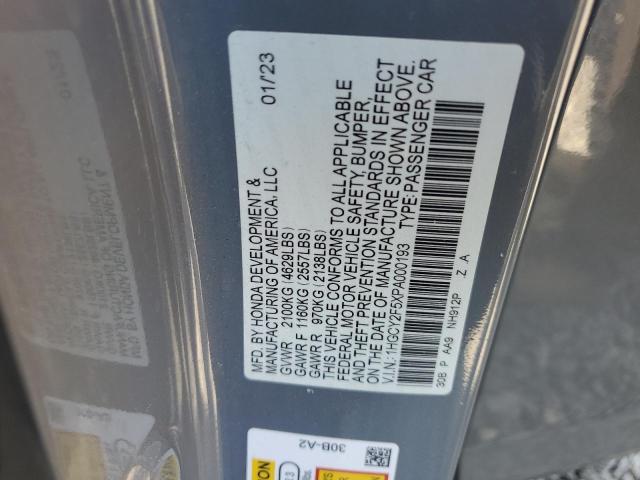 MFD. BY HONDA DEVELOPMENT &
MANUFACTURING OF AMERICA, LLC 01/23
GVWR 2100KG (4629LBS)
GAWR F 1160KG (2557LBS)
GAWR R 970KG (2138LBS)
THIS VEHICLE CONFORMS TO ALL APPLICABLE
FEDERAL MOTOR VEHICLE SAFETY, BUMPER,
AND THEFT PREVENTION STANDARDS IN EFFECT
ON THE DATE OF MANUFACTURE SHOWN ABOVE.
V.I.N.: 1HGCY2F5XPA000193 TYPE: PASSENGER CAR
30B P AA9 NH912P Z .A
30B-A2